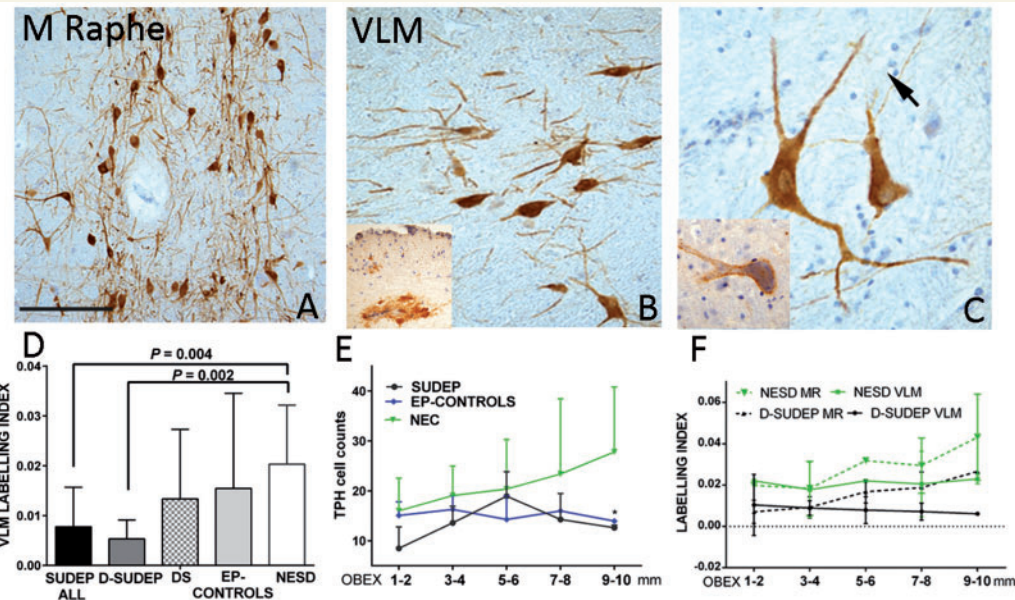 M Raphe
VLM
A
B
C
D
P = 0.004
P = 0.002
0.04
0.03
0.02
0.01
0.00
VLM LABELLING INDEX
SUDEP D-SUDEP DS EP- NESD
ALL CONTROLS
E
SUDEP
EP-CONTROLS
NEC
40
30
20
10
TPH cell counts
*
OBEX 1-2 3-4 5-6 7-8 9-10 mm
F
NESD MR NESD VLM
D-SUDEP MR D-SUDEP VLM
0.06
0.04
0.02
0.00
-0.02
LABELLING INDEX
OBEX 1-2 3-4 5-6 7-8 9-10 mm